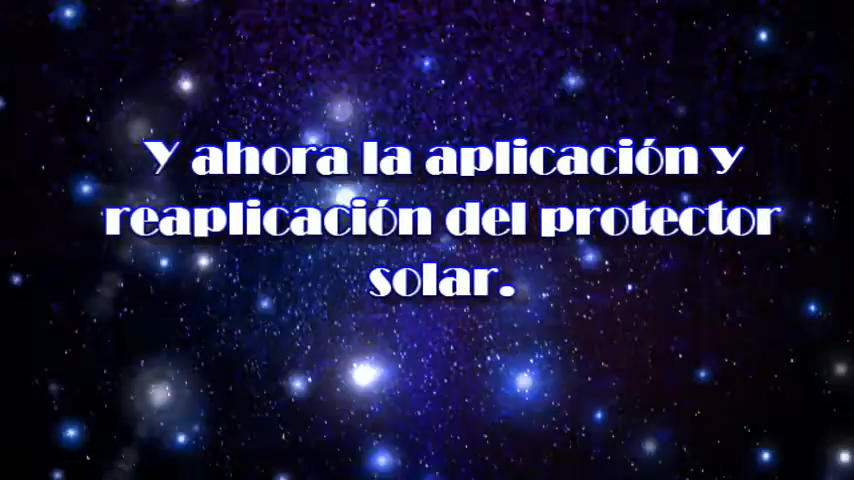 Y ahora la aplicación y
reaplicación del protector
solar.